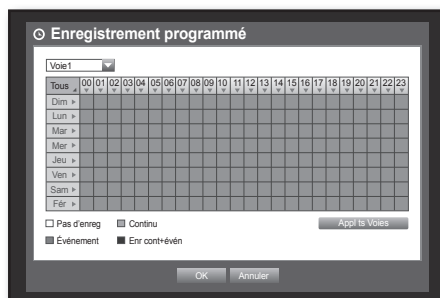 Enregistrement programmé
Voie1
Tous 00 01 02 03 04 05 06 07 08 09 10 11 12 13 14 15 16 17 18 19 20 21 22 23
Dim
Lun
Mar
Mer
Jeu
Ven
Sam
Fér
Pas d'enreg Continu Appl ts Voies
Événement Enr cont+évén
OK Annuler